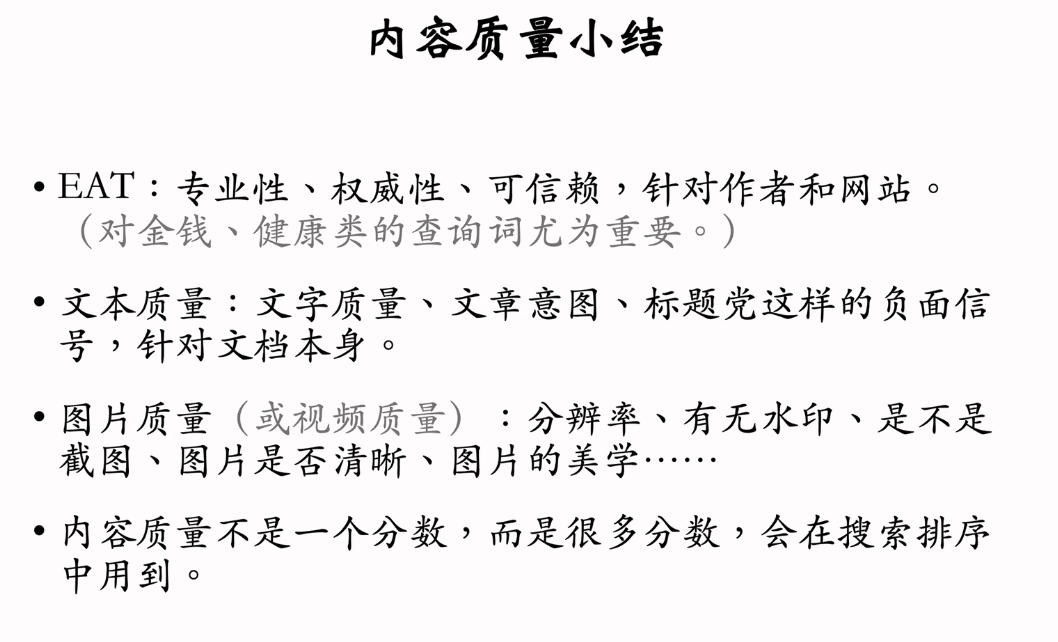 内容质量小结
• EAT：专业性、权威性、可信赖，针对作者和网站。
（对金钱、健康类的查询词尤为重要。）
• 文本质量：文字质量、文章意图、标题党这样的负面信
号，针对文档本身。
• 图片质量（或视频质量）：分辨率、有无水印、是不是
截图、图片是否清晰、图片的美学……
• 内容质量不是一个分数，而是很多分数，会在搜索排序
中用到。